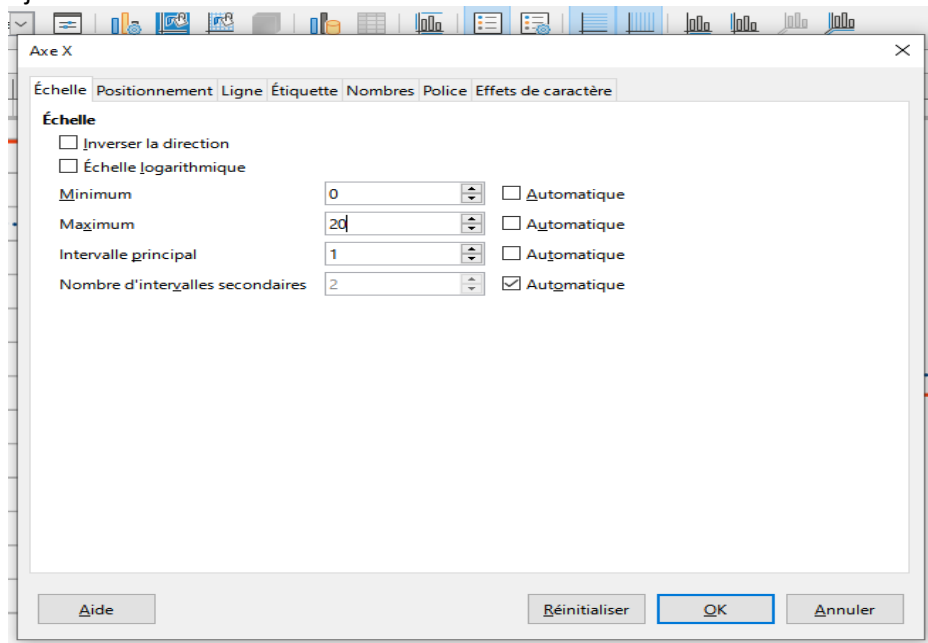 Axe X
Échelle Positionnement Ligne Étiquette Nombres Police Effets de caractère
Échelle
Inverser la direction
Échelle logarithmique
Minimum 0 Automatique
Maximum 20 Automatique
Intervalle principal 1 Automatique
Nombre d'intervalles secondaires 2 Automatique
Aide Réinitialiser OK Annuler